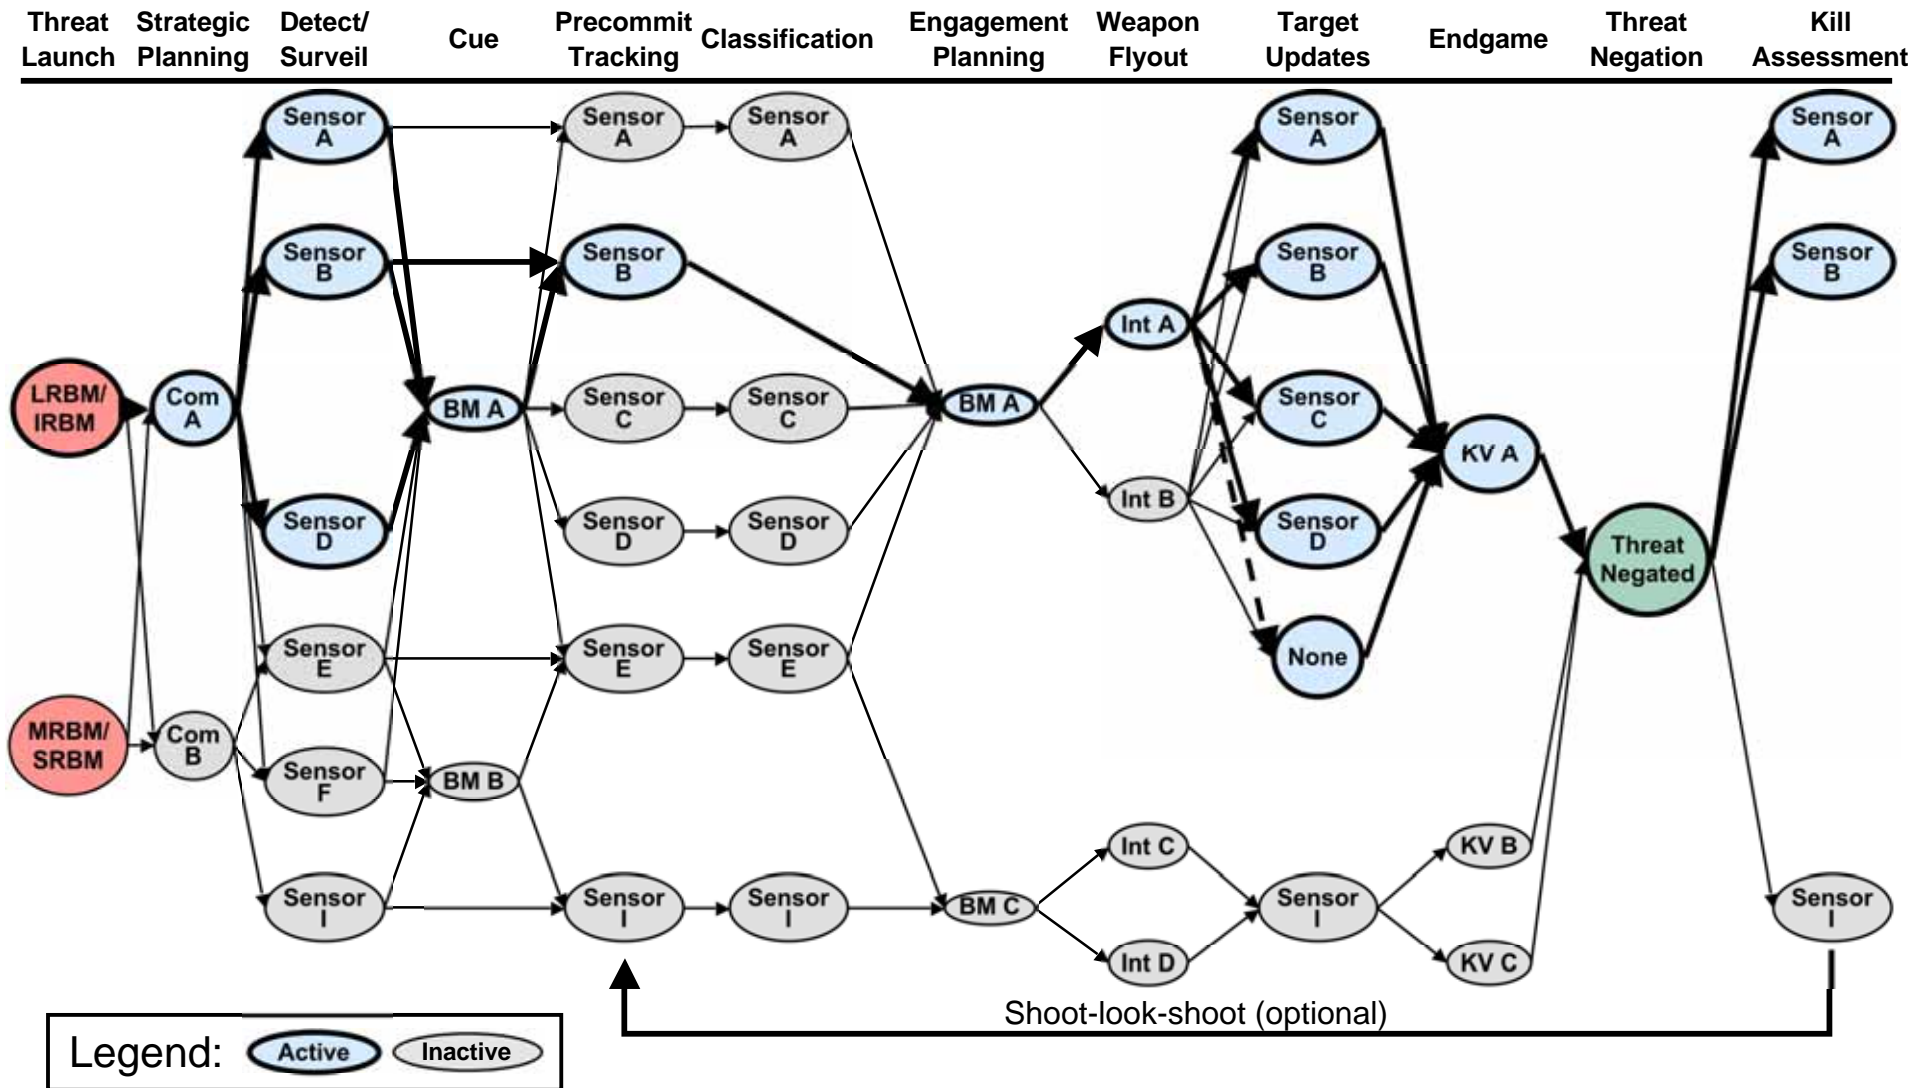 Threat Launch
Strategic Planning
Detect/ Surveil
Cue
Precommit Tracking
Classification
Engagement Planning
Weapon Flyout
Target Updates
Endgame
Threat Negation
Kill Assessment
Sensor A
Sensor A
Sensor A
Sensor A
Sensor A
Sensor B
Sensor B
Sensor B
Sensor B
Int A
LRBM/ IRBM
Com A
BM A
Sensor C
Sensor C
BM A
Sensor C
KV A
Int B
Sensor D
Sensor D
Sensor D
Sensor D
Threat Negated
Sensor E
Sensor E
Sensor E
None
MRBM/ SRBM
Com B
Sensor F
BM B
Int C
KV B
Sensor I
Sensor I
Sensor I
BM C
Sensor I
Sensor I
Int D
KV C
Shoot-look-shoot (optional)
Legend:
Active
Inactive